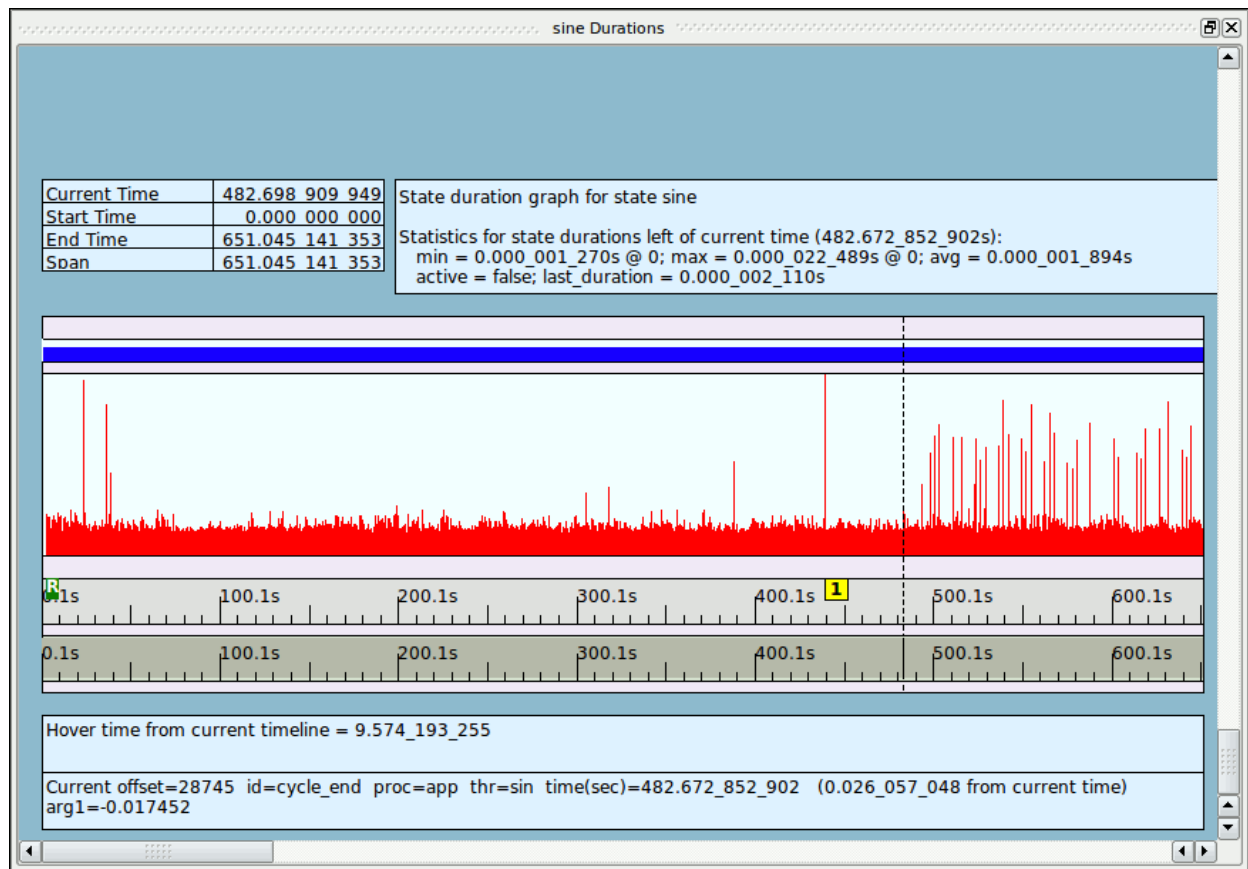 sine Durations
Current Time 482.698 909 949
Start Time 0.000 000 000
End Time 651.045 141 353
Span 651.045 141 353
State duration graph for state sine
Statistics for state durations left of current time (482.672_852_902s):
min = 0.000_001_270s @ 0; max = 0.000_022_489s @ 0; avg = 0.000_001_894s
active = false; last_duration = 0.000_002_110s
R 1
0.1s 100.1s 200.1s 300.1s 400.1s 500.1s 600.1s
0.1s 100.1s 200.1s 300.1s 400.1s 500.1s 600.1s
Hover time from current timeline = 9.574_193_255
Current offset=28745 id=cycle_end proc=app thr=sin time(sec)=482.672_852_902 (0.026_057_048 from current time)
arg1=-0.017452